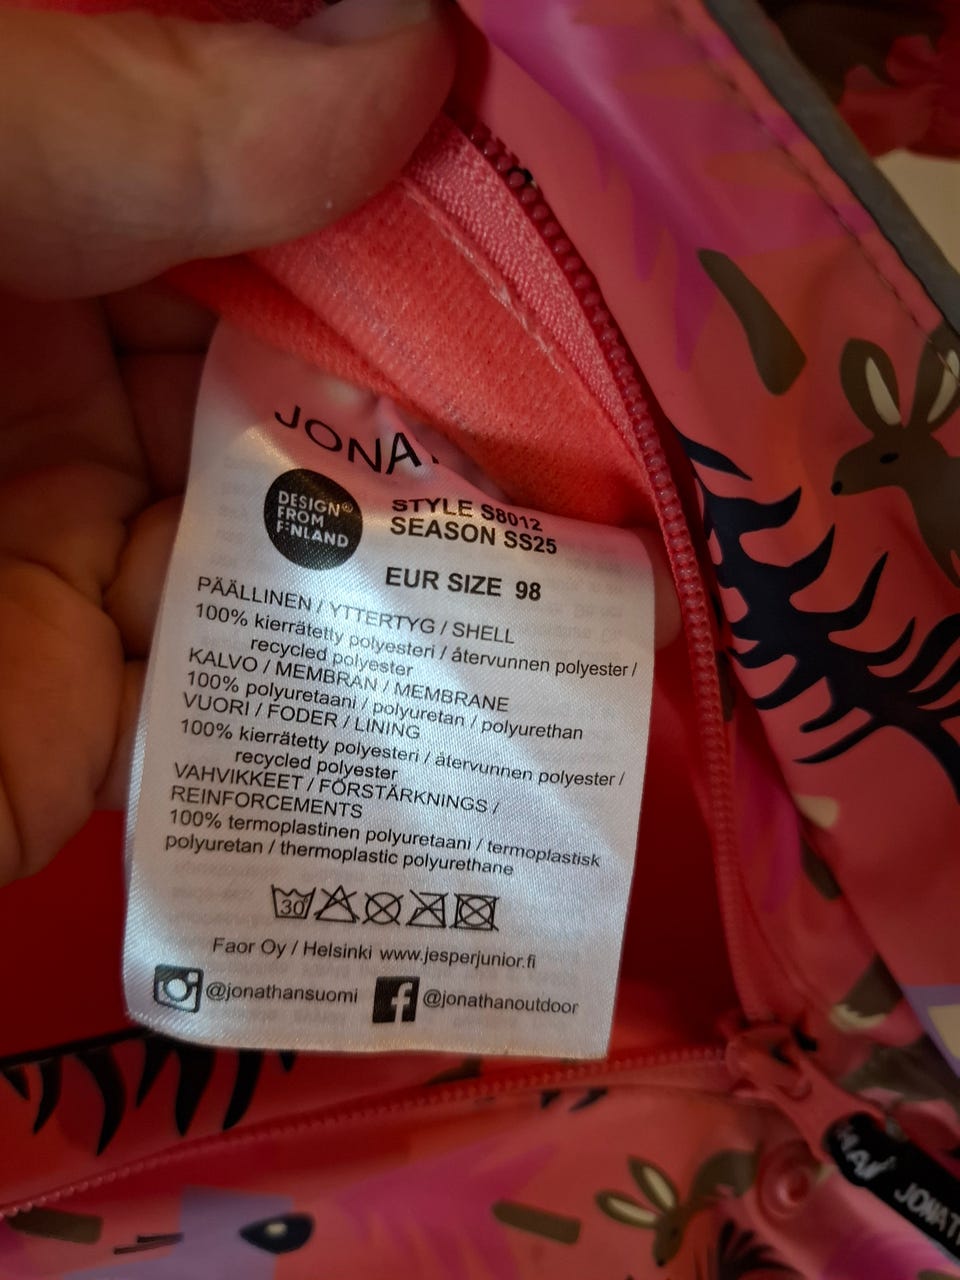 JONA
DESIGN®
FROM
FINLAND
STYLE S8012
SEASON SS25
EUR SIZE 98
PÄÄLLINEN / YTTERTYG / SHELL
100% kierrätetty polyesteri / återvunnen polyester /
recycled polyester
KALVO / MEMBRAN / MEMBRANE
100% polyuretaani / polyuretan / polyurethan
VUORI / FODER / LINING
100% kierrätetty polyesteri / återvunnen polyester /
recycled polyester
VAHVIKKEET / FÖRSTÄRKNINGS /
REINFORCEMENTS
100% termoplastinen polyuretaani / termoplastisk
polyuretan / thermoplastic polyurethane
30
Faor Oy / Helsinki www.jesperjunior.fi
@jonathansuomi
@jonathanoutdoor
JONAT